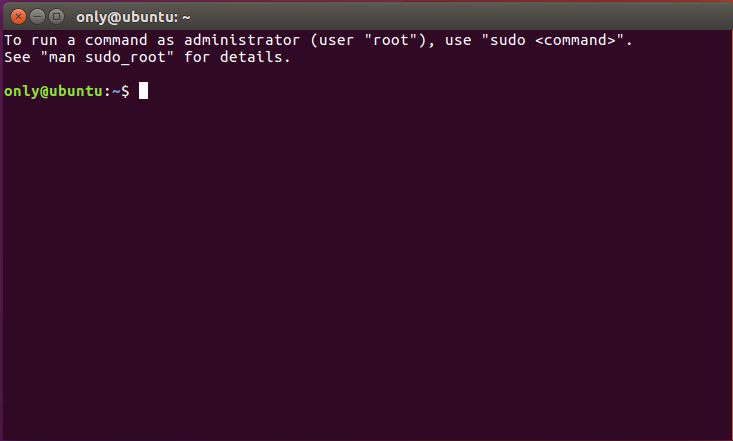 only@ubuntu: ~
To run a command as administrator (user "root"), use "sudo <command>".
See "man sudo_root" for details.
only@ubuntu:~$